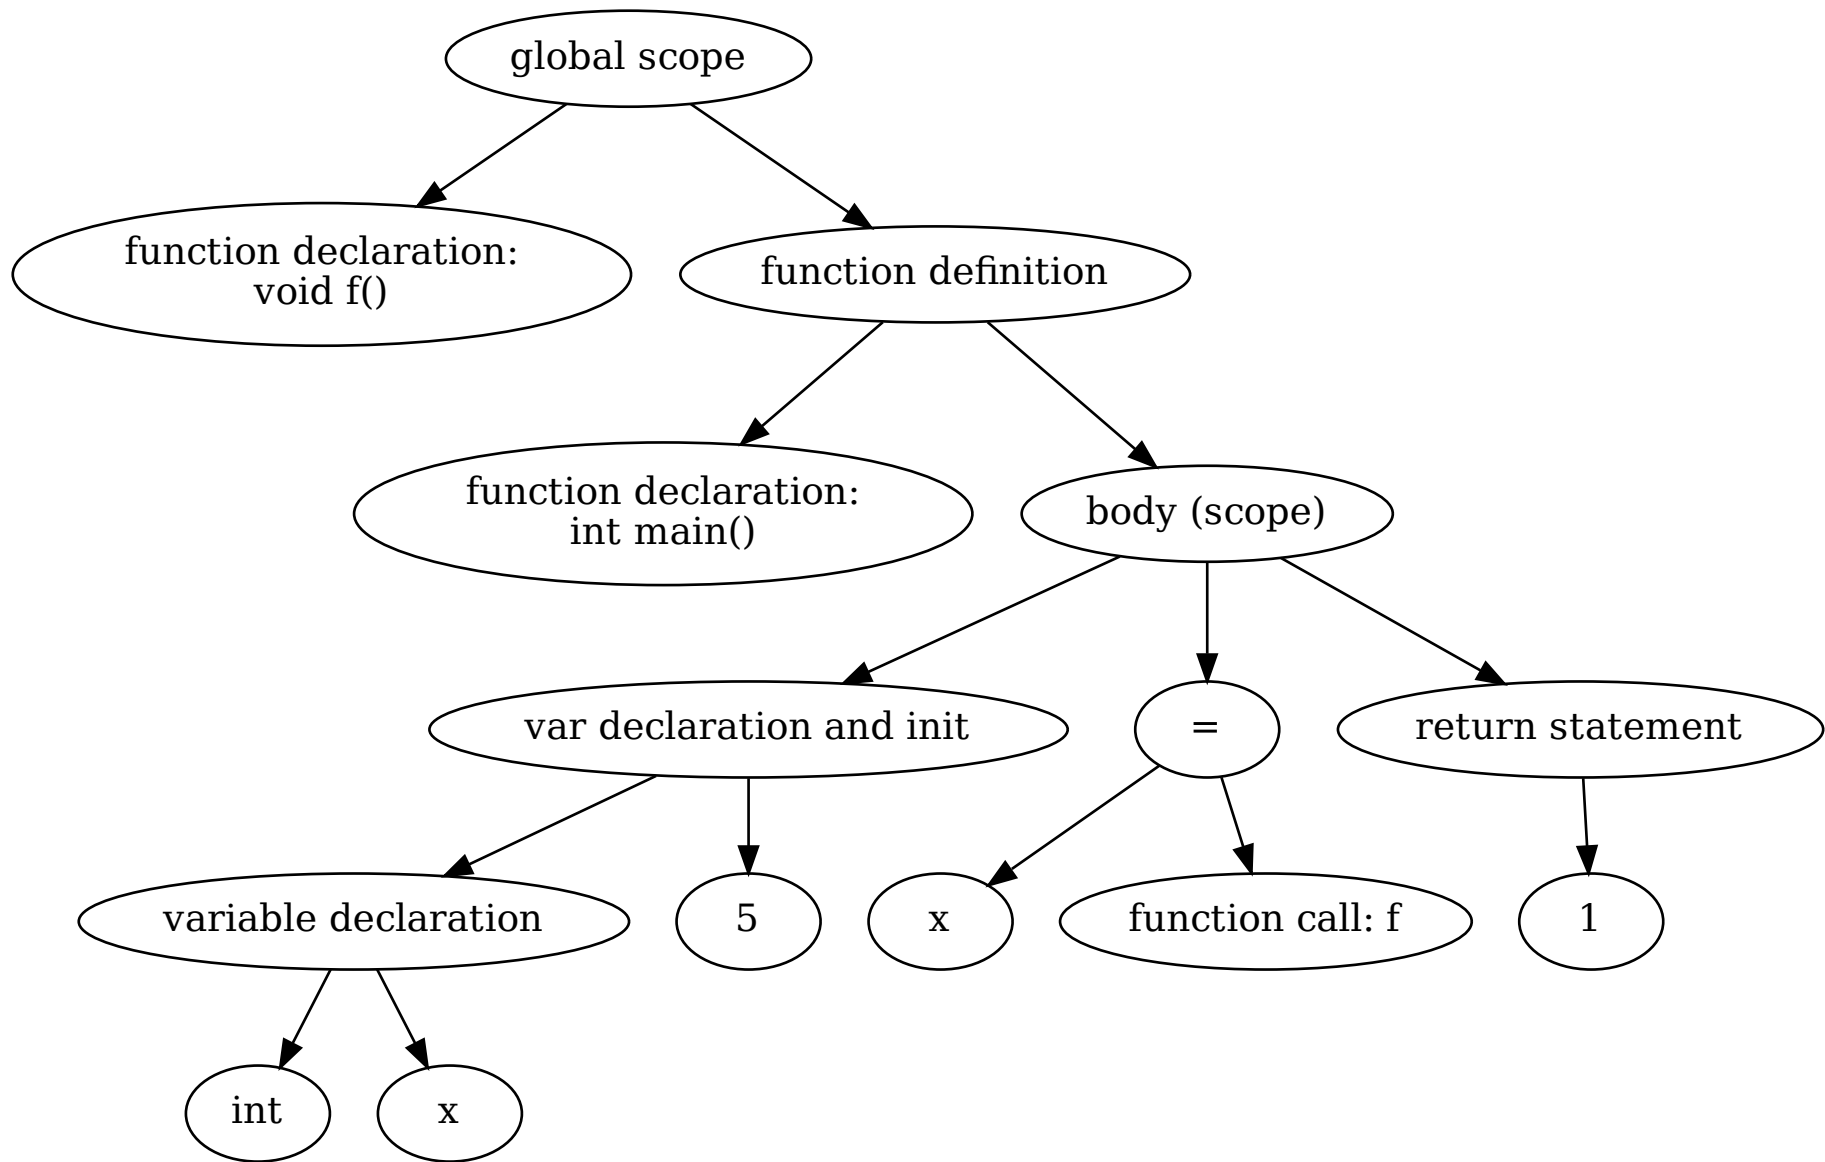 global scope
function declaration:
void f()
function definition
function declaration:
int main()
body (scope)
var declaration and init
=
return statement
variable declaration
5
x
function call: f
1
int
x